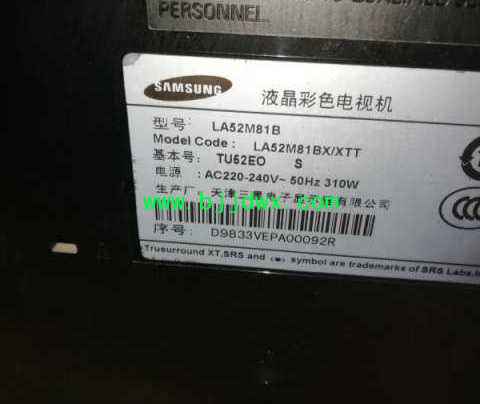 PERSONNEL.
SAMSUNG
液晶彩色电视机
型号: LA52M81B
Model Code: LA52M81BX/XTT
基本号: TU52EO S
电源: AC220-240V~ 50Hz 310W
生产厂: 天津三星电子 有限公司
www.bjjdwx.com
序号: D9B33VEPA00092R
Trusurround XT, SRS and (●) symbol are trademarks of SRS Labs, In